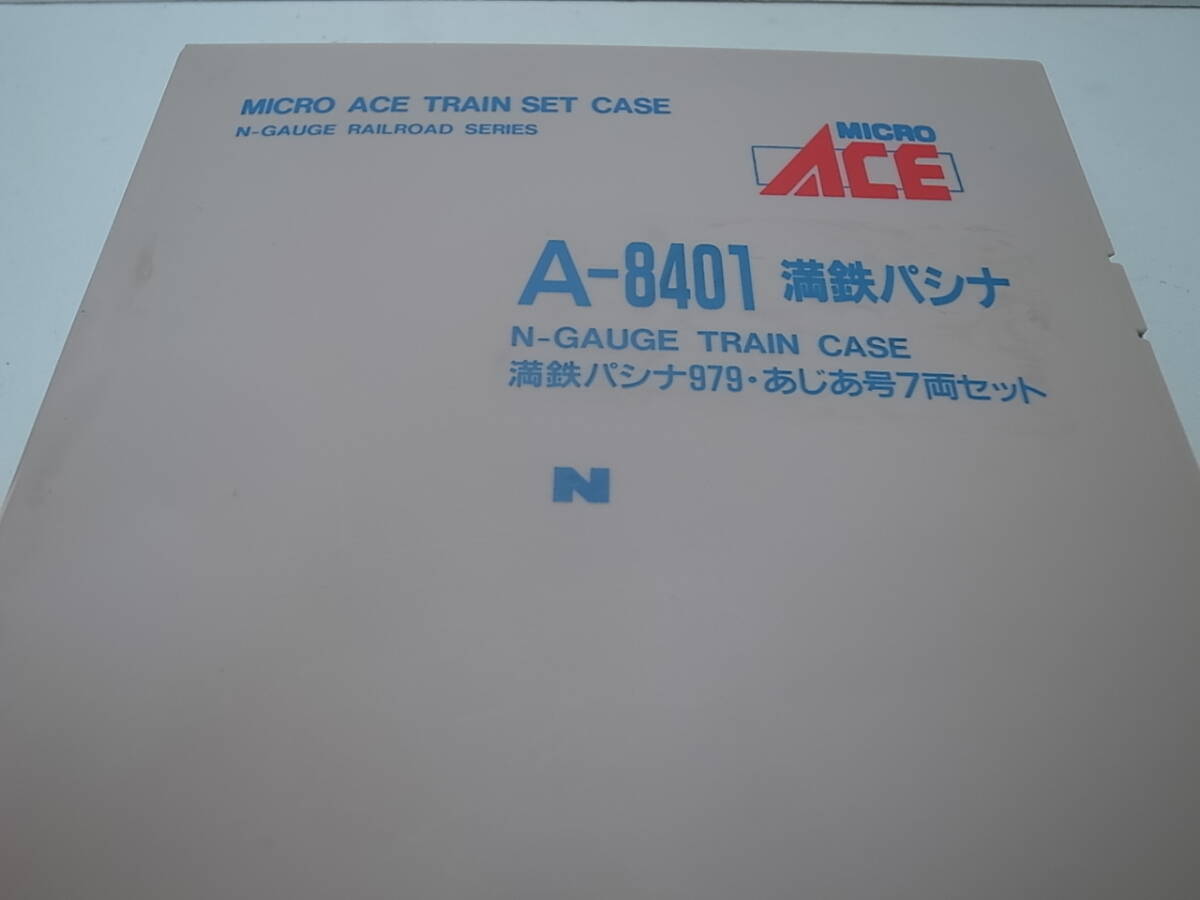 MICRO ACE TRAIN SET CASE
N-GAUGE RAILROAD SERIES
MICRO
ACE
A-8401 満鉄パシナ
N-GAUGE TRAIN CASE
満鉄パシナ979・あじあ号7両セット
N